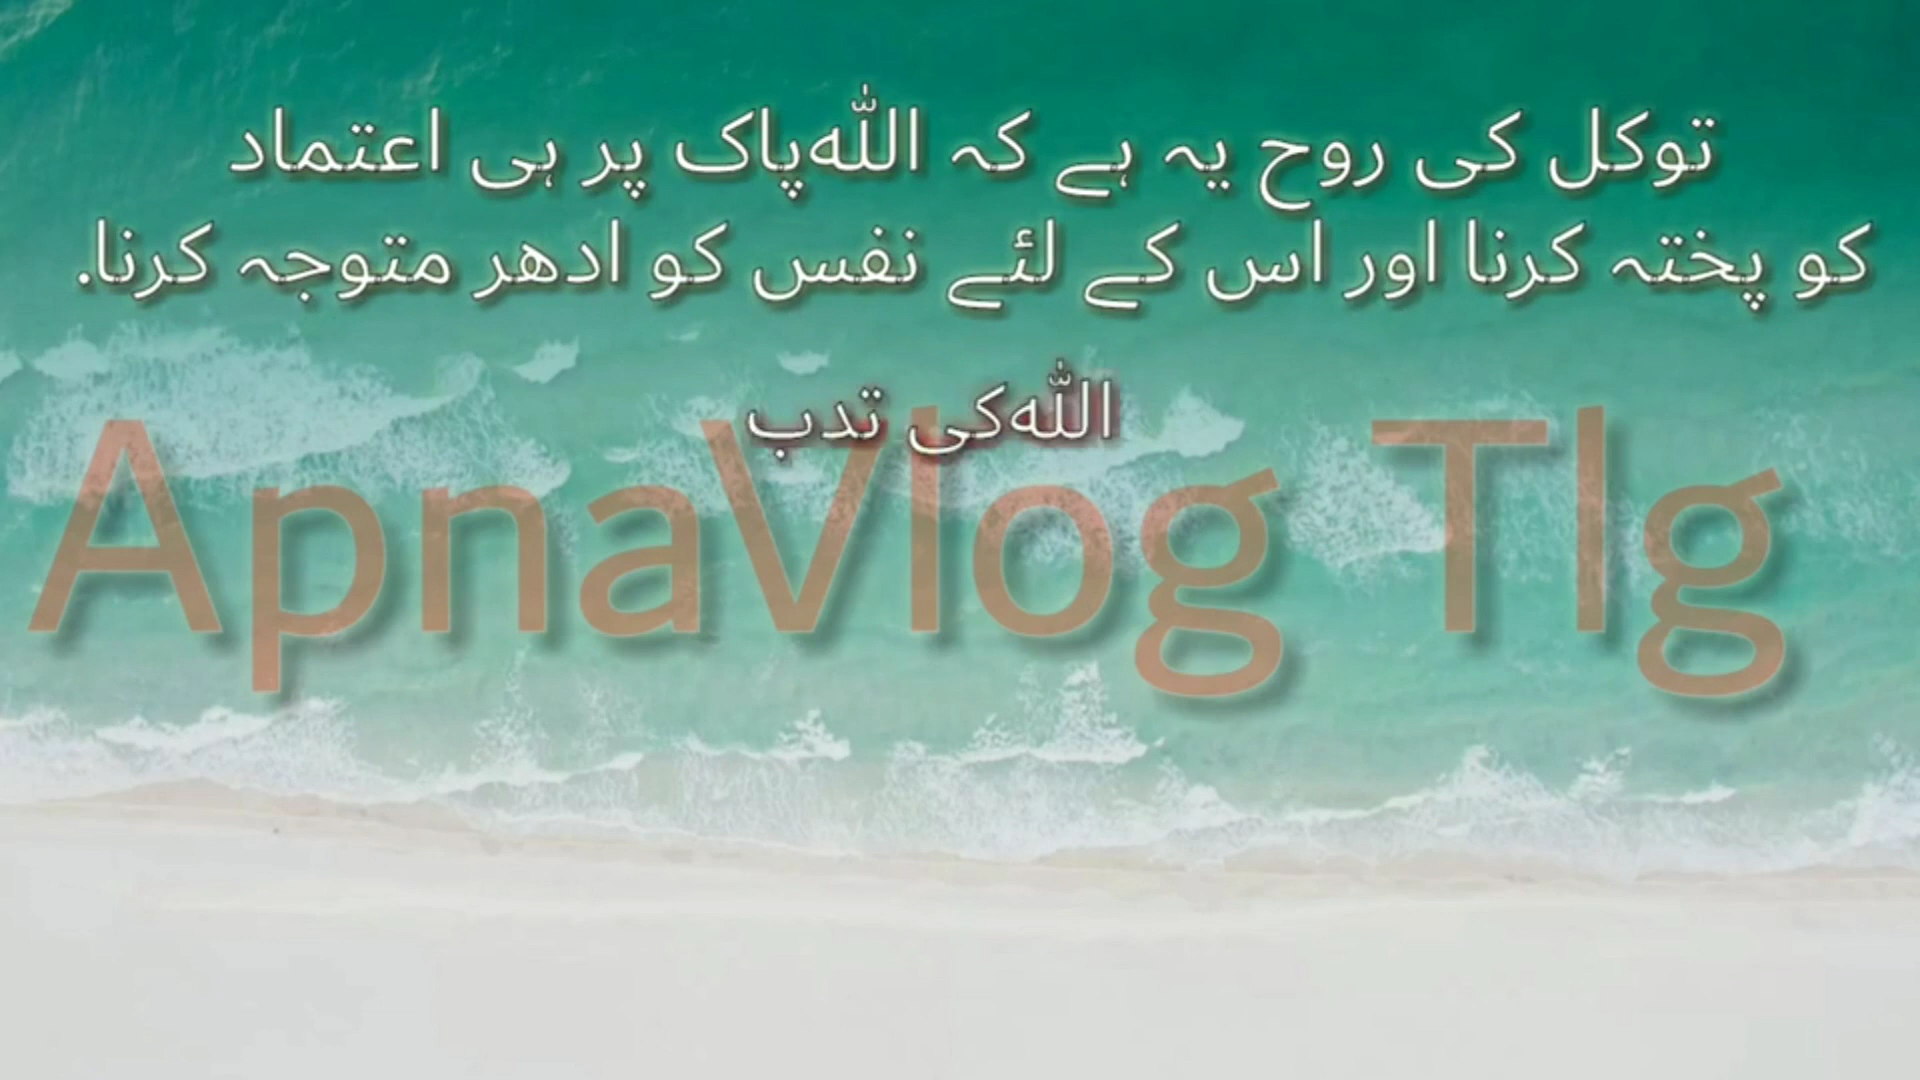 توکل کی روح یہ ہے کہ اللہ‌پاک پر ہی اعتماد
کو پختہ کرنا اور اس کے لئے نفس کو ادھر متوجہ کرنا.
اللہ‌کی تدب
ApnaVlog Tlg